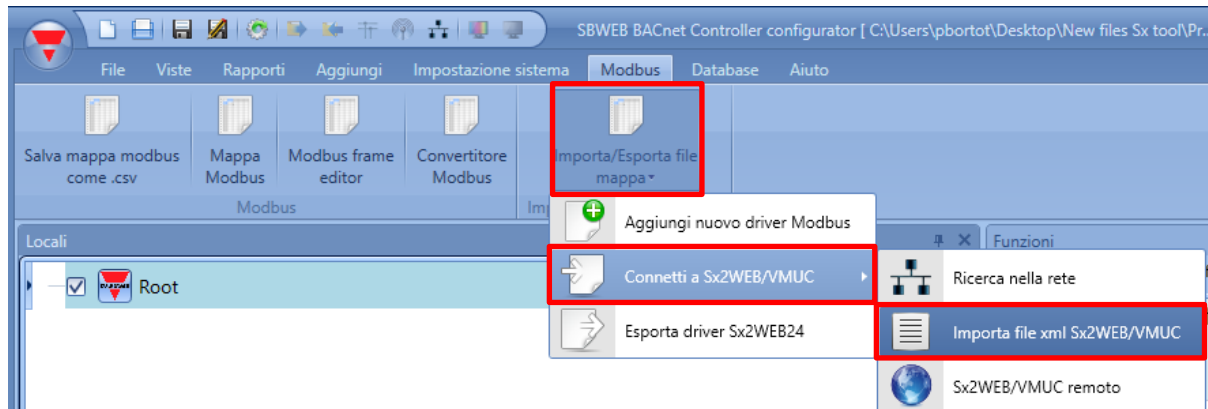 SBWEB BACnet Controller configurator [ C:\Users\pbortot\Desktop\New files Sx tool\Pr...
File Viste Rapporti Aggiungi Impostazione sistema Modbus Database Aiuto
Salva mappa modbus
come .csv
Mappa
Modbus
Modbus frame
editor
Convertitore
Modbus
Importa/Esporta file
mappa
Modbus
Aggiungi nuovo driver Modbus
Locali
Funzioni
Root
Connetti a Sx2WEB/VMUC
Ricerca nella rete
Esporta driver Sx2WEB24
Importa file xml Sx2WEB/VMUC
Sx2WEB/VMUC remoto